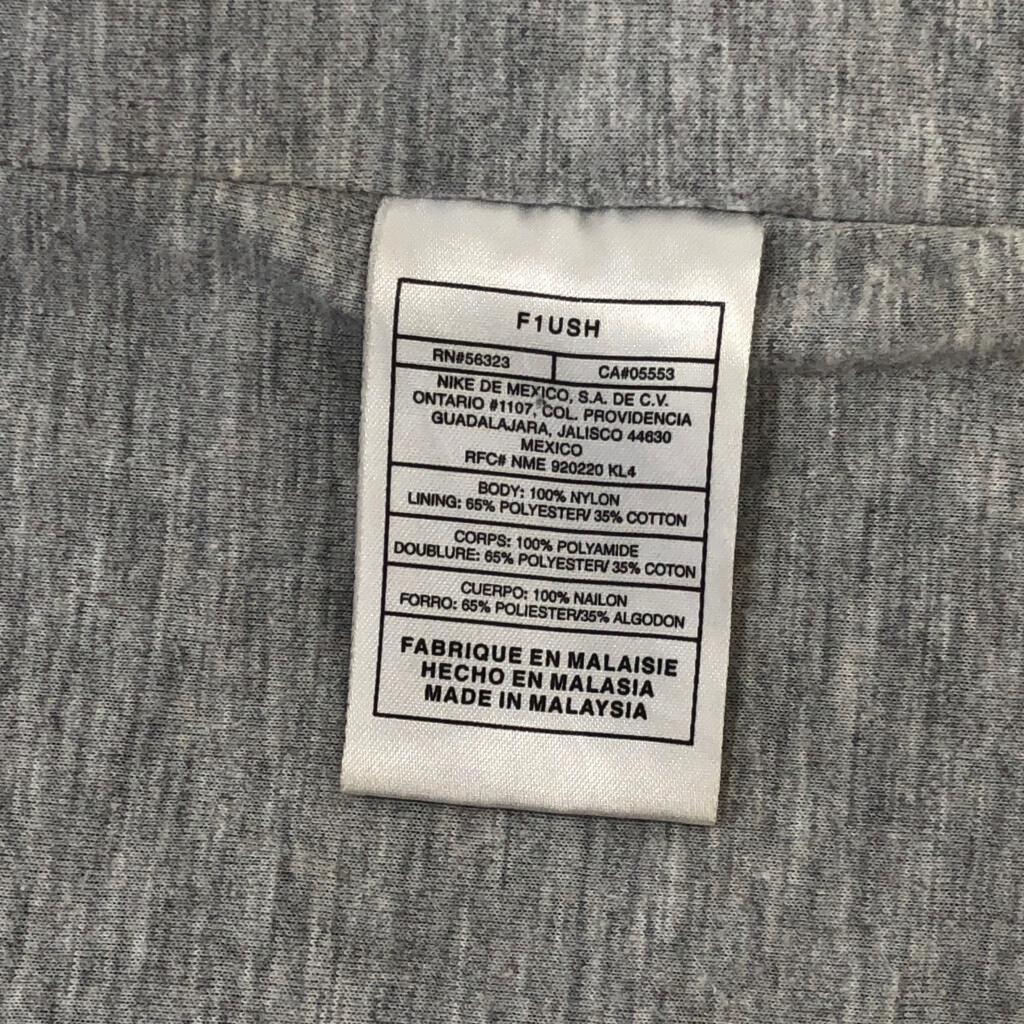 F1USH
RN#56323 CA#05553
NIKE DE MEXICO, S.A. DE C.V.
ONTARIO #1107, COL. PROVIDENCIA
GUADALAJARA, JALISCO 44630
MEXICO
RFC# NME 920220 KL4
BODY: 100% NYLON
LINING: 65% POLYESTER/ 35% COTTON
CORPS: 100% POLYAMIDE
DOUBLURE: 65% POLYESTER/ 35% COTON
CUERPO: 100% NAILON
FORRO: 65% POLIESTER/35% ALGODON
FABRIQUE EN MALAISIE
HECHO EN MALASIA
MADE IN MALAYSIA